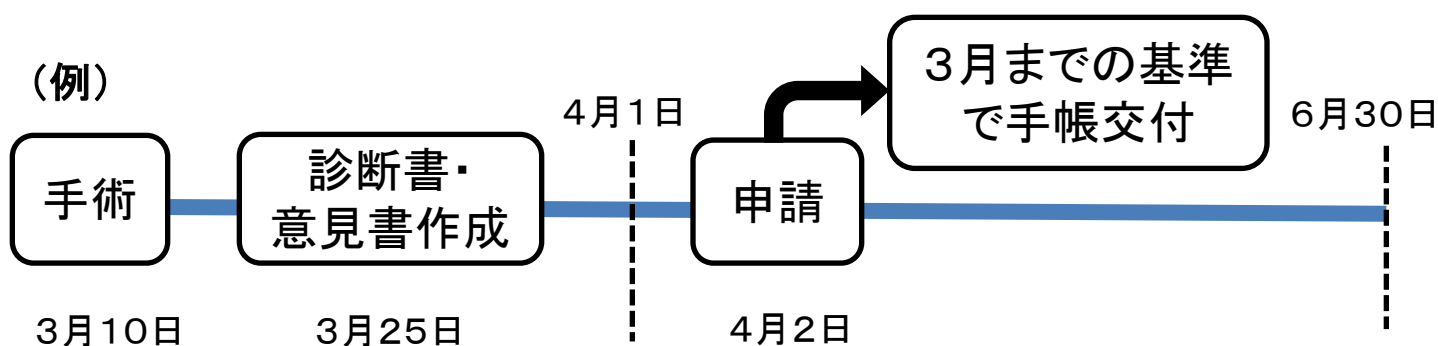 （例）
手術
3月10日
診断書・
意見書作成
3月25日
4月1日
申請
4月2日
3月までの基準
で手帳交付
6月30日